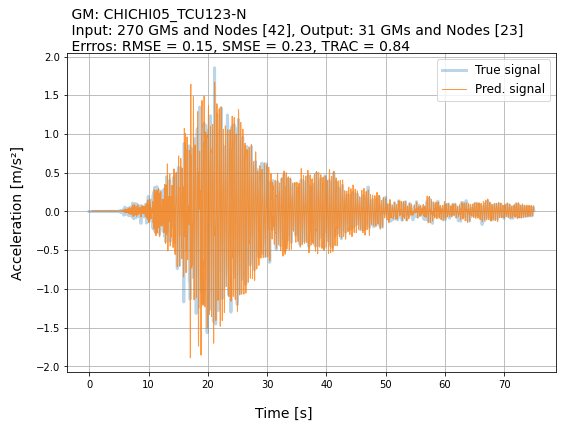 GM: CHICHI05_TCU123-N
Input: 270 GMs and Nodes [42], Output: 31 GMs and Nodes [23]
Errros: RMSE = 0.15, SMSE = 0.23, TRAC = 0.84
True signal
Pred. signal
2.0
1.5
1.0
0.5
0.0
−0.5
−1.0
−1.5
−2.0
Acceleration [m/s²]
0 10 20 30 40 50 60 70
Time [s]